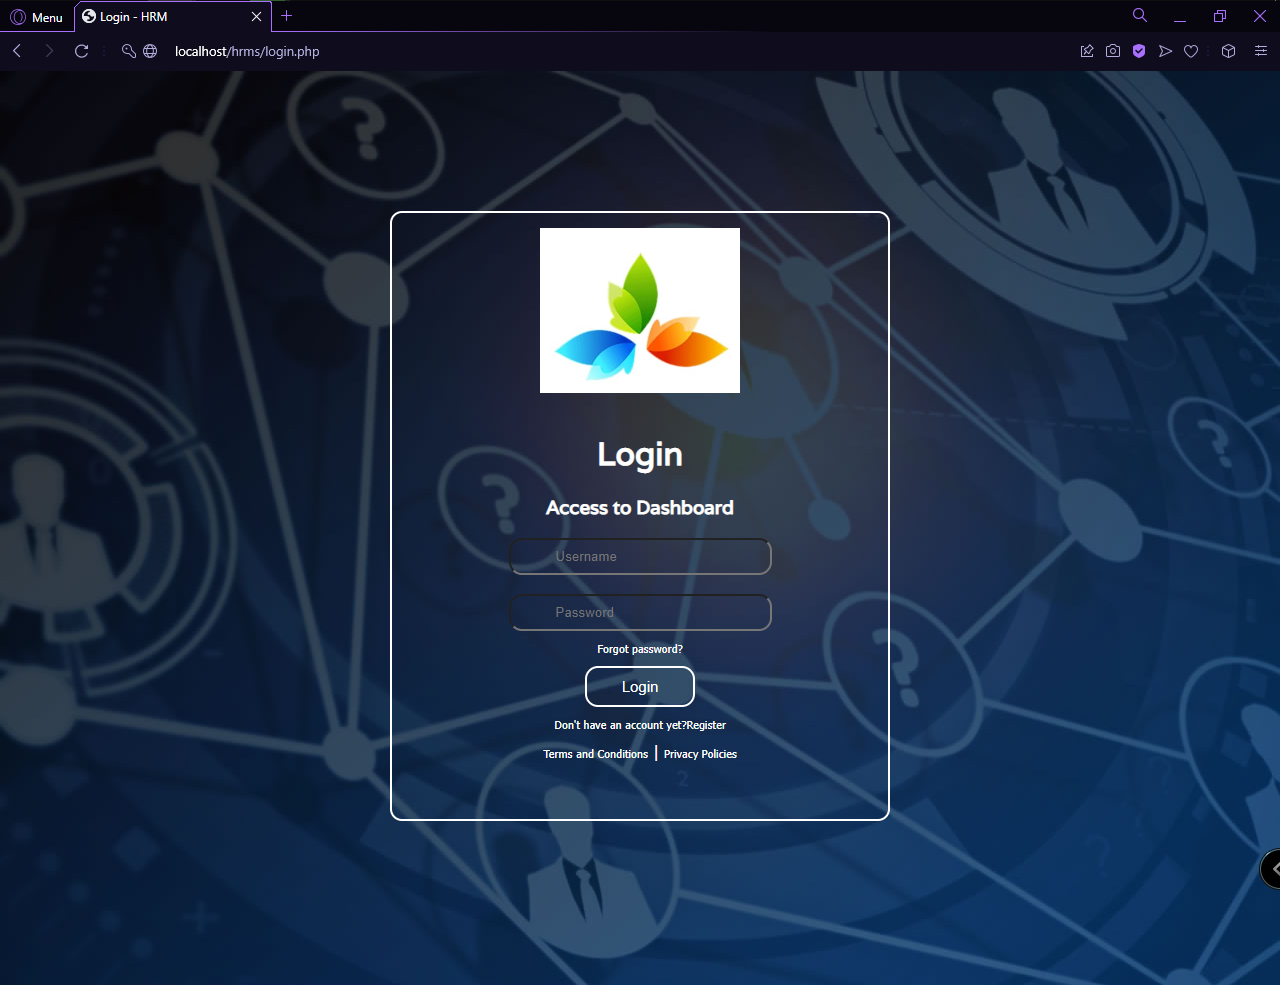 Menu
Login - HRM
localhost/hrms/login.php
Login
Access to Dashboard
Username
Password
Forgot password?
Login
Don't have an account yet?Register
Terms and Conditions | Privacy Policies
2